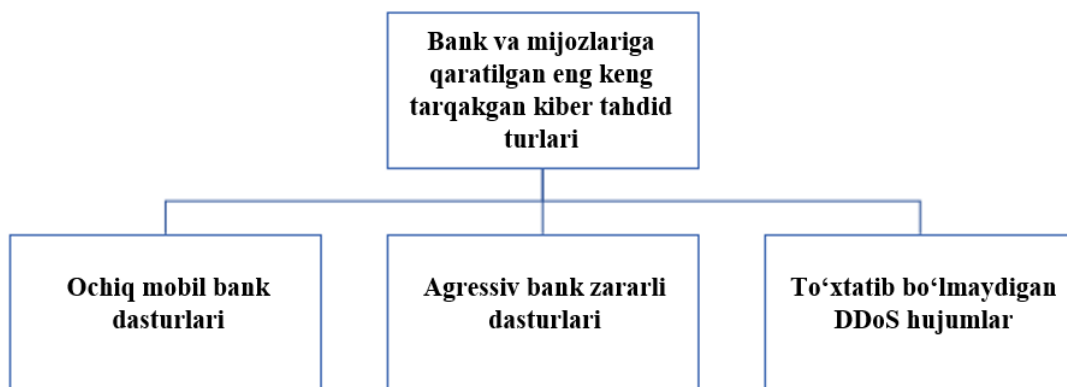 Bank va mijozlariga
qaratilgan eng keng
tarqakgan kiber tahdid
turlari
Ochiq mobil bank
dasturlari
Agressiv bank zararli
dasturlari
To‘xtatib bo‘lmaydigan
DDoS hujumlar